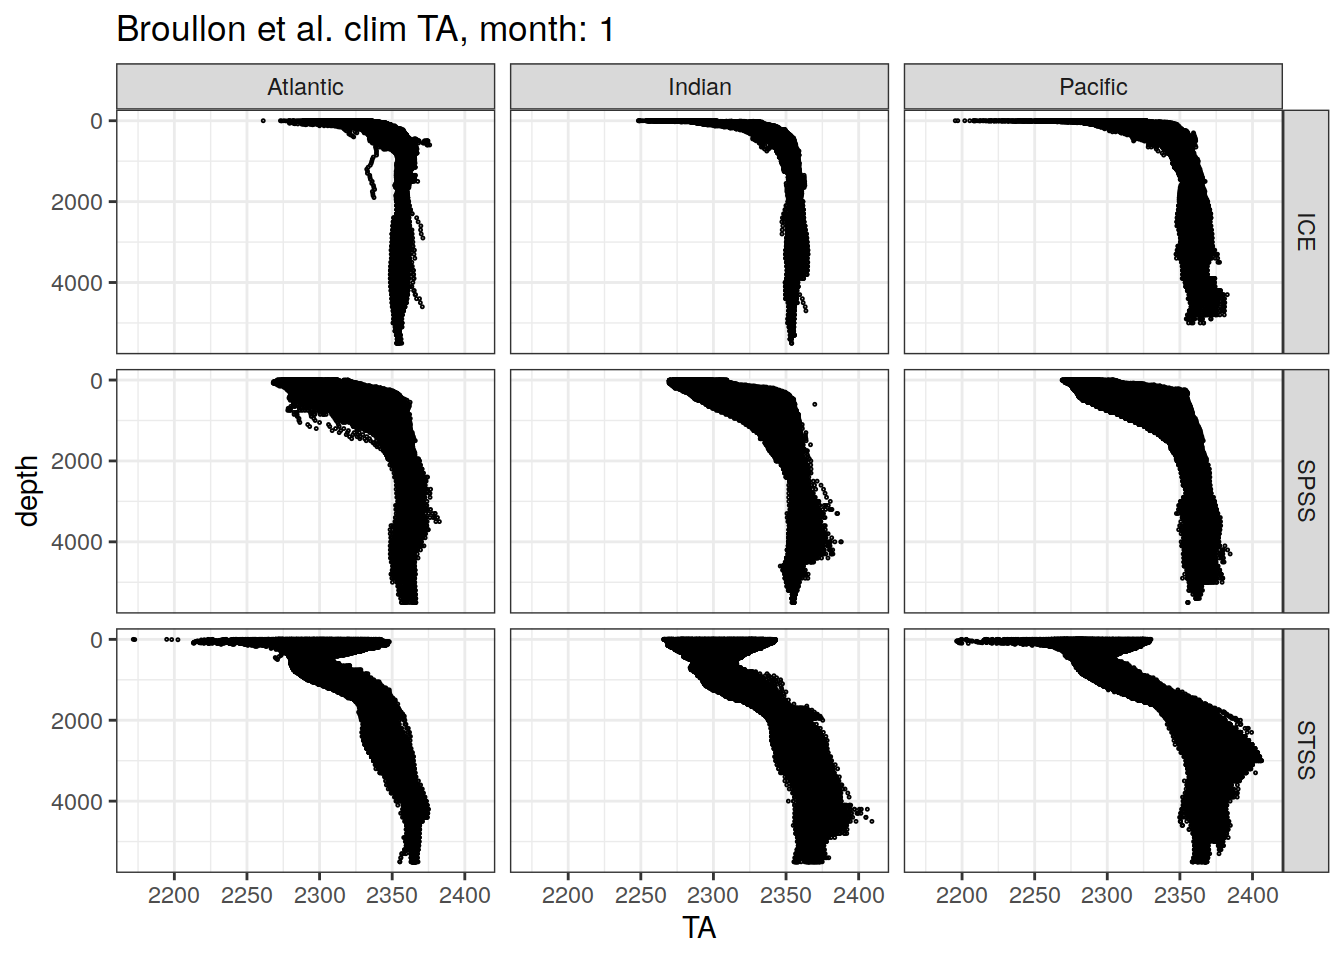 Broullon et al. clim TA, month: 1
Atlantic Indian Pacific
0
2000
4000
ICE
0
2000
4000
SPSS
0
2000
4000
STSS
depth
2200 2250 2300 2350 2400 2200 2250 2300 2350 2400 2200 2250 2300 2350 2400
TA